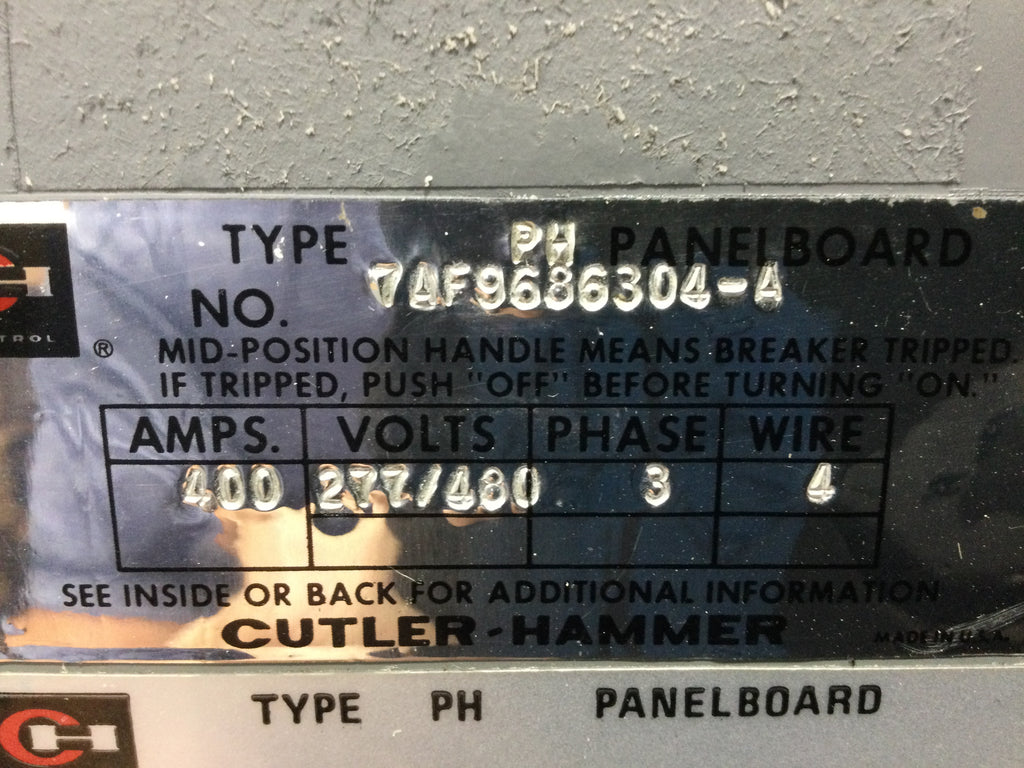 TYPE PH PANELBOARD
NO. 7AF9686304-A
TROL ®
MID-POSITION HANDLE MEANS BREAKER TRIPPED.
IF TRIPPED, PUSH "OFF" BEFORE TURNING "ON."
AMPS. VOLTS PHASE WIRE
400 277/480 3 4
SEE INSIDE OR BACK FOR ADDITIONAL INFORMATION
CUTLER-HAMMER MADE IN U.S.A.
CH TYPE PH PANELBOARD